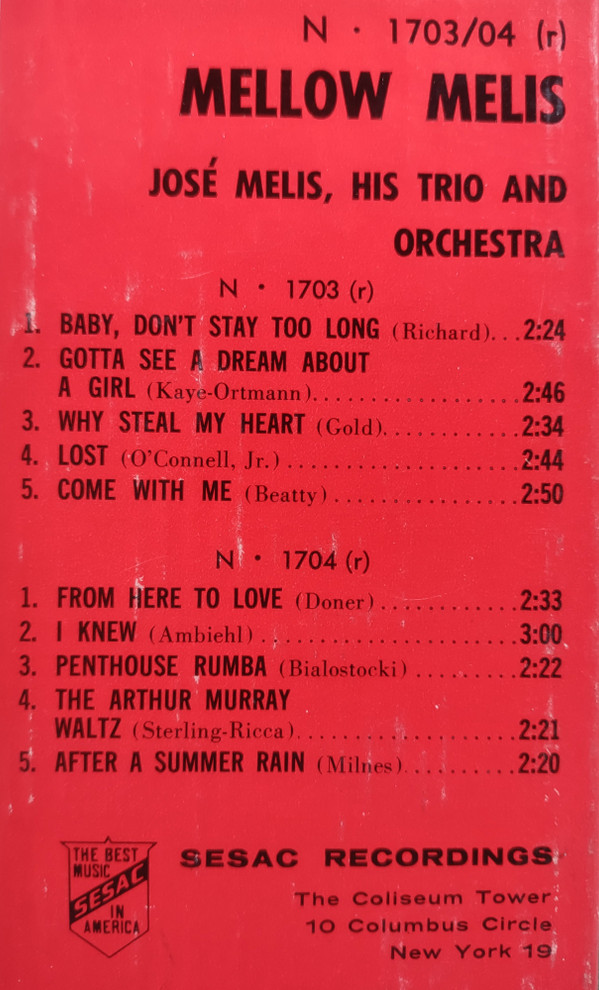 N · 1703/04 (r)
MELLOW MELIS
JOSÉ MELIS, HIS TRIO AND
ORCHESTRA
N · 1703 (r)
1. BABY, DON'T STAY TOO LONG (Richard)...2:24
2. GOTTA SEE A DREAM ABOUT
A GIRL (Kaye-Ortmann)..................2:46
3. WHY STEAL MY HEART (Gold)............2:34
4. LOST (O'Connell, Jr.)....................2:44
5. COME WITH ME (Beatty)................2:50
N · 1704 (r)
1. FROM HERE TO LOVE (Doner)............2:33
2. I KNEW (Ambiehl)......................3:00
3. PENTHOUSE RUMBA (Bialostocki).........2:22
4. THE ARTHUR MURRAY
WALTZ (Sterling-Ricca)...................2:21
5. AFTER A SUMMER RAIN (Milnes)..........2:20
THE BEST
MUSIC
SESAC
IN
AMERICA
SESAC RECORDINGS
The Coliseum Tower
10 Columbus Circle
New York 19